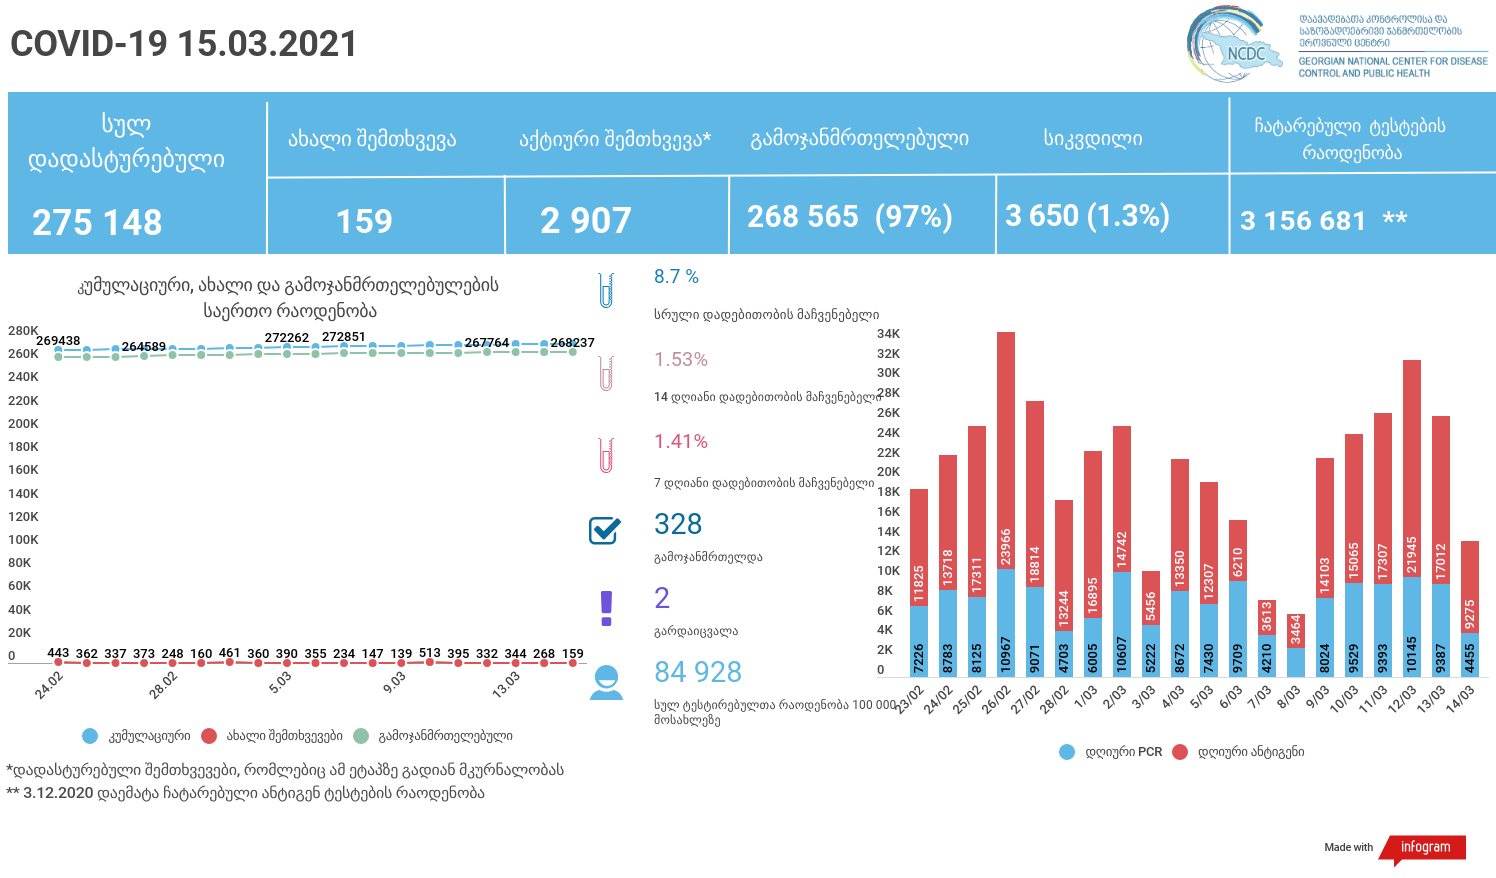 COVID-19 15.03.2021
დაავადებათა კონტროლისა და
საზოგადოებრივი ჯანმრთელობის
ეროვნული ცენტრი
NCDC
GEORGIAN NATIONAL CENTER FOR DISEASE
CONTROL AND PUBLIC HEALTH
სულ
დადასტურებული
275 148
ახალი შემთხვევა
159
აქტიური შემთხვევა*
2 907
გამოჯანმრთელებული
268 565 (97%)
სიკვდილი
3 650 (1.3%)
ჩატარებული ტესტების
რაოდენობა
3 156 681 **
კუმულაციური, ახალი და გამოჯანმრთელებულების
საერთო რაოდენობა
280K
260K
240K
220K
200K
180K
160K
140K
120K
100K
80K
60K
40K
20K
0
269438 264589 272262 272851 267764 268237
443 362 337 373 248 160 461 360 390 355 234 147 139 513 395 332 344 268 159
24.02 28.02 5.03 9.03 13.03
კუმულაციური ახალი შემთხვევები გამოჯანმრთელებული
*დადასტურებული შემთხვევები, რომლებიც ამ ეტაპზე გადიან მკურნალობას
** 3.12.2020 დაემატა ჩატარებული ანტიგენ ტესტების რაოდენობა
8.7 %
სრული დადებითობის მაჩვენებელი
1.53%
14 დღიანი დადებითობის მაჩვენებელი
1.41%
7 დღიანი დადებითობის მაჩვენებელი
328
გამოჯანმრთელდა
2
გარდაიცვალა
84 928
სულ ტესტირებულთა რაოდენობა 100 000
მოსახლეზე
34K
32K
30K
28K
26K
24K
22K
20K
18K
16K
14K
12K
10K
8K
6K
4K
2K
0
11825 13718 17311 23966 18814 13244 16895 14742 5456 13350 12307 6210 3613 3464 14103 15065 17307 21945 17012 9275
7226 8783 8125 10967 9071 4703 6005 10607 5222 8672 7430 9709 4210 8024 9529 9393 10145 9387 4455
23/02 24/02 25/02 26/02 27/02 28/02 1/03 2/03 3/03 4/03 5/03 6/03 7/03 8/03 9/03 10/03 11/03 12/03 13/03 14/03
დღიური PCR დღიური ანტიგენი
Made with infogram